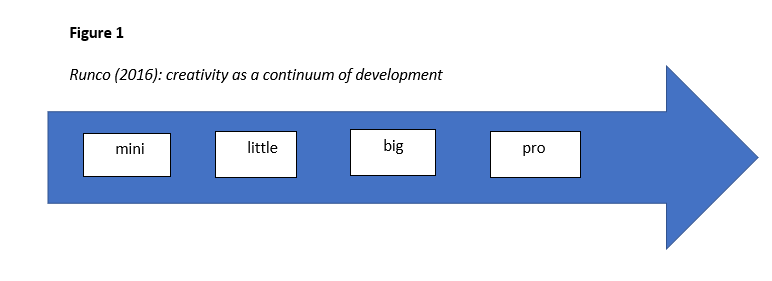 Figure 1
Runco (2016): creativity as a continuum of development
mini little big pro